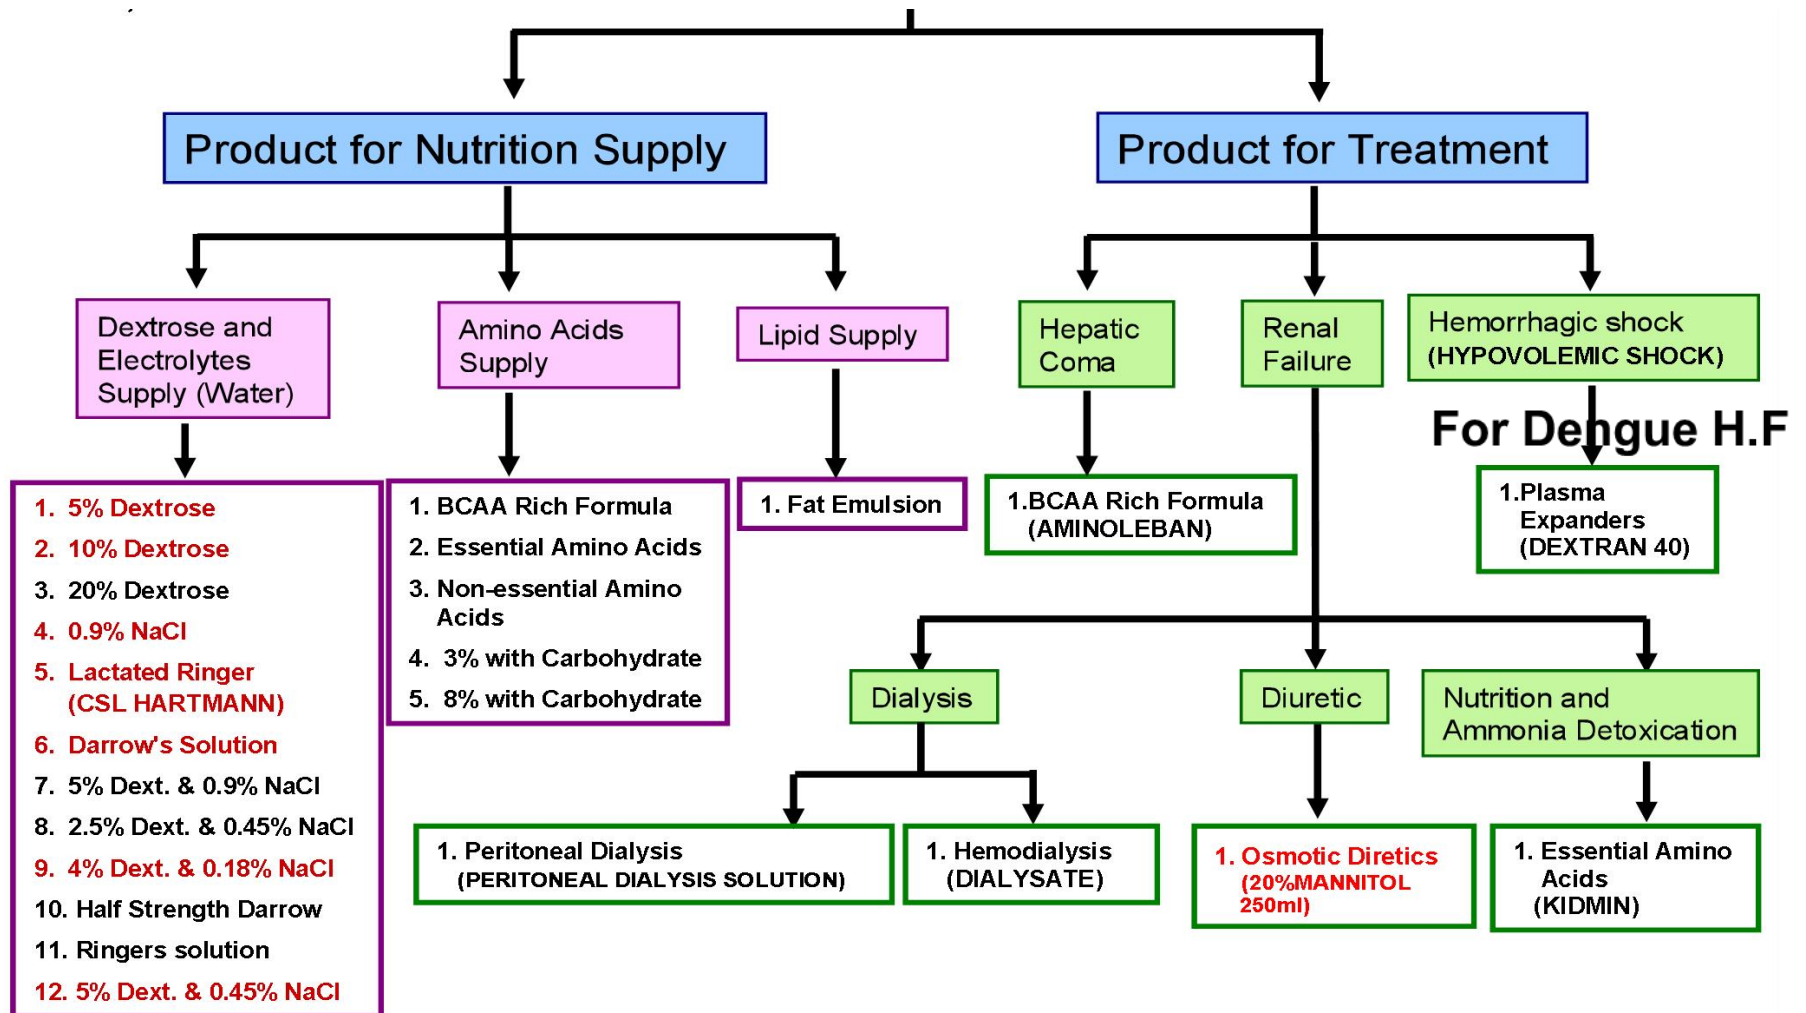 Product for Nutrition Supply
Product for Treatment
Dextrose and
Electrolytes
Supply (Water)
Amino Acids
Supply
Lipid Supply
Hepatic
Coma
Renal
Failure
Hemorrhagic shock
(HYPOVOLEMIC SHOCK)
For Dengue H.F
1. 5% Dextrose
2. 10% Dextrose
3. 20% Dextrose
4. 0.9% NaCl
5. Lactated Ringer
(CSL HARTMANN)
6. Darrow's Solution
7. 5% Dext. & 0.9% NaCl
8. 2.5% Dext. & 0.45% NaCl
9. 4% Dext. & 0.18% NaCl
10. Half Strength Darrow
11. Ringers solution
12. 5% Dext. & 0.45% NaCl
1. BCAA Rich Formula
2. Essential Amino Acids
3. Non-essential Amino
Acids
4. 3% with Carbohydrate
5. 8% with Carbohydrate
1. Fat Emulsion
1.BCAA Rich Formula
(AMINOLEBAN)
1.Plasma
Expanders
(DEXTRAN 40)
Dialysis
Diuretic
Nutrition and
Ammonia Detoxication
1. Peritoneal Dialysis
(PERITONEAL DIALYSIS SOLUTION)
1. Hemodialysis
(DIALYSATE)
1. Osmotic Diretics
(20%MANNITOL
250ml)
1. Essential Amino
Acids
(KIDMIN)